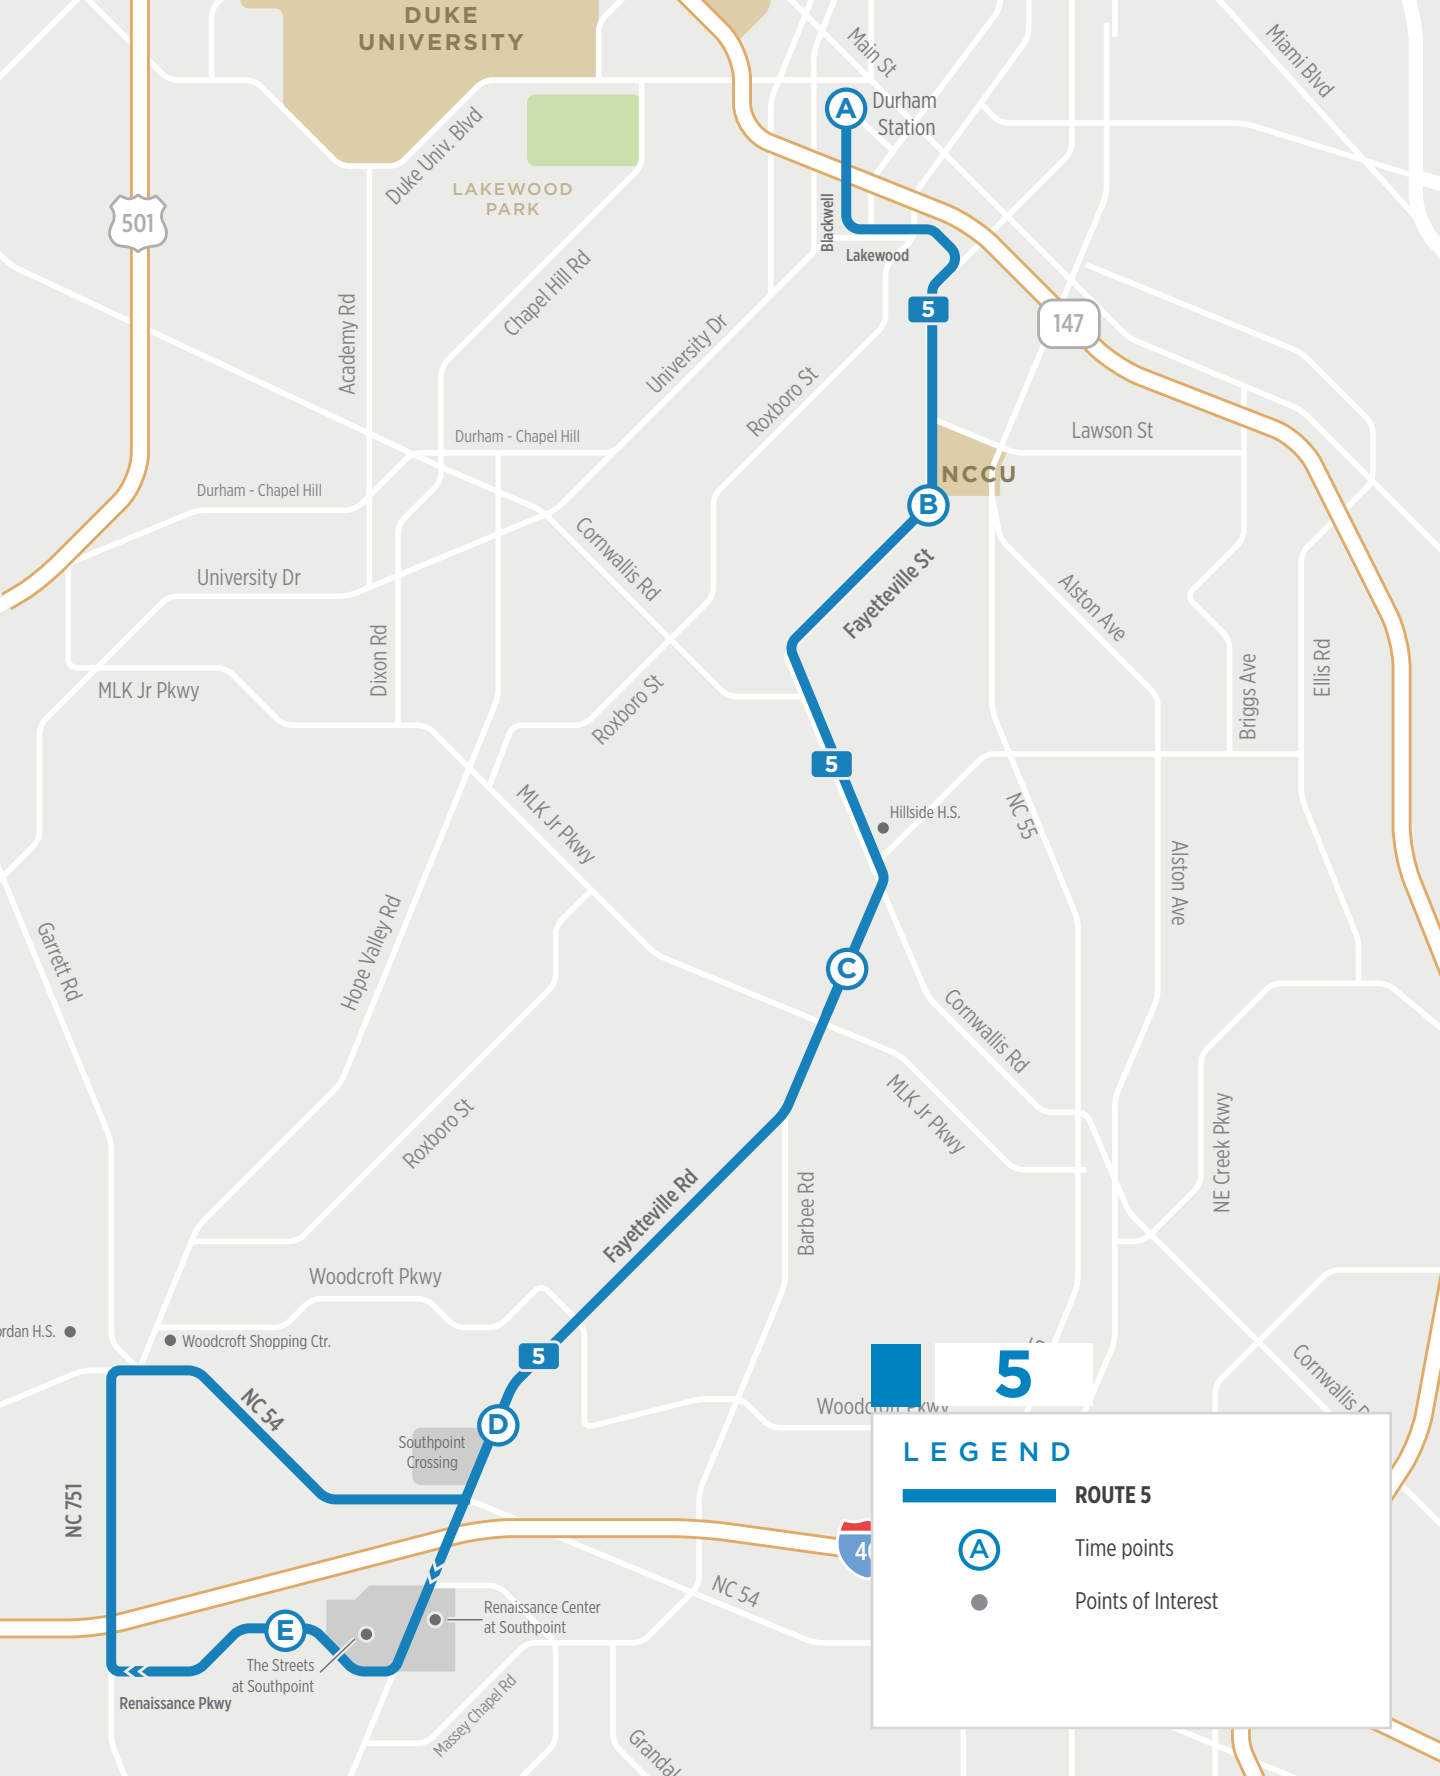 DUKE
UNIVERSITY
Main St
Miami Blvd
A
Durham
Station
Duke Univ. Blvd
LAKEWOOD
PARK
501
Blackwell
Lakewood
Chapel Hill Rd
5
147
Academy Rd
University Dr
Roxboro St
Durham - Chapel Hill
Lawson St
NCCU
Durham - Chapel Hill
B
Cornwallis Rd
University Dr
Fayetteville St
Alston Ave
Dixon Rd
Ellis Rd
MLK Jr Pkwy
Roxboro St
Briggs Ave
5
MLK Jr Pkwy
Hillside H.S.
NC 55
Alston Ave
Garrett Rd
Hope Valley Rd
C
Cornwallis Rd
MLK Jr Pkwy
Roxboro St
NE Creek Pkwy
Fayetteville Rd
Barbee Rd
Woodcroft Pkwy
rdan H.S.
Woodcroft Shopping Ctr.
5
5
Cornwallis R
NC 54
Woodcroft Pkwy
D
Southpoint
Crossing
LEGEND
NC 751
ROUTE 5
40
A
Time points
NC 54
Points of Interest
Renaissance Center
at Southpoint
E
The Streets
at Southpoint
Renaissance Pkwy
Massey Chapel Rd
Grandal